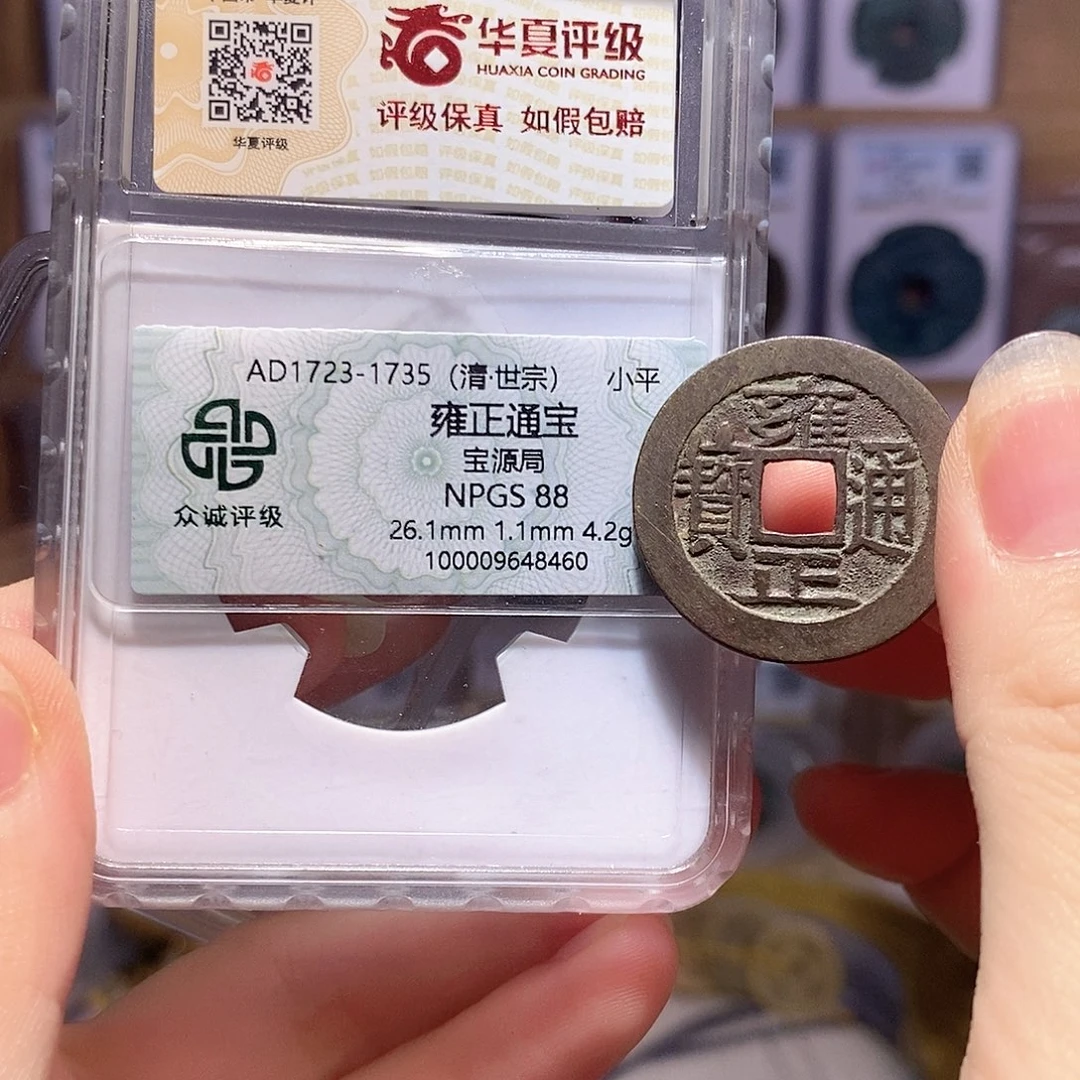 华夏评级
HUAXIA COIN GRADING
评级保真 如假包赔
华夏评级
AD1723-1735（清·世宗） 小平
雍正通宝
宝源局
NPGS 88
26.1mm 1.1mm 4.2g
100009648460
众诚评级
雍正通寶